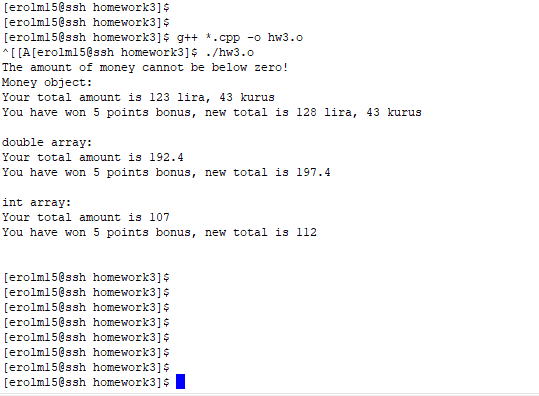 [erolm15@ssh homework3]$
[erolm15@ssh homework3]$
[erolm15@ssh homework3]$ g++ *.cpp -o hw3.o
^[[A[erolm15@ssh homework3]$ ./hw3.o
The amount of money cannot be below zero!
Money object:
Your total amount is 123 lira, 43 kurus
You have won 5 points bonus, new total is 128 lira, 43 kurus
double array:
Your total amount is 192.4
You have won 5 points bonus, new total is 197.4
int array:
Your total amount is 107
You have won 5 points bonus, new total is 112
[erolm15@ssh homework3]$
[erolm15@ssh homework3]$
[erolm15@ssh homework3]$
[erolm15@ssh homework3]$
[erolm15@ssh homework3]$
[erolm15@ssh homework3]$
[erolm15@ssh homework3]$
[erolm15@ssh homework3]$